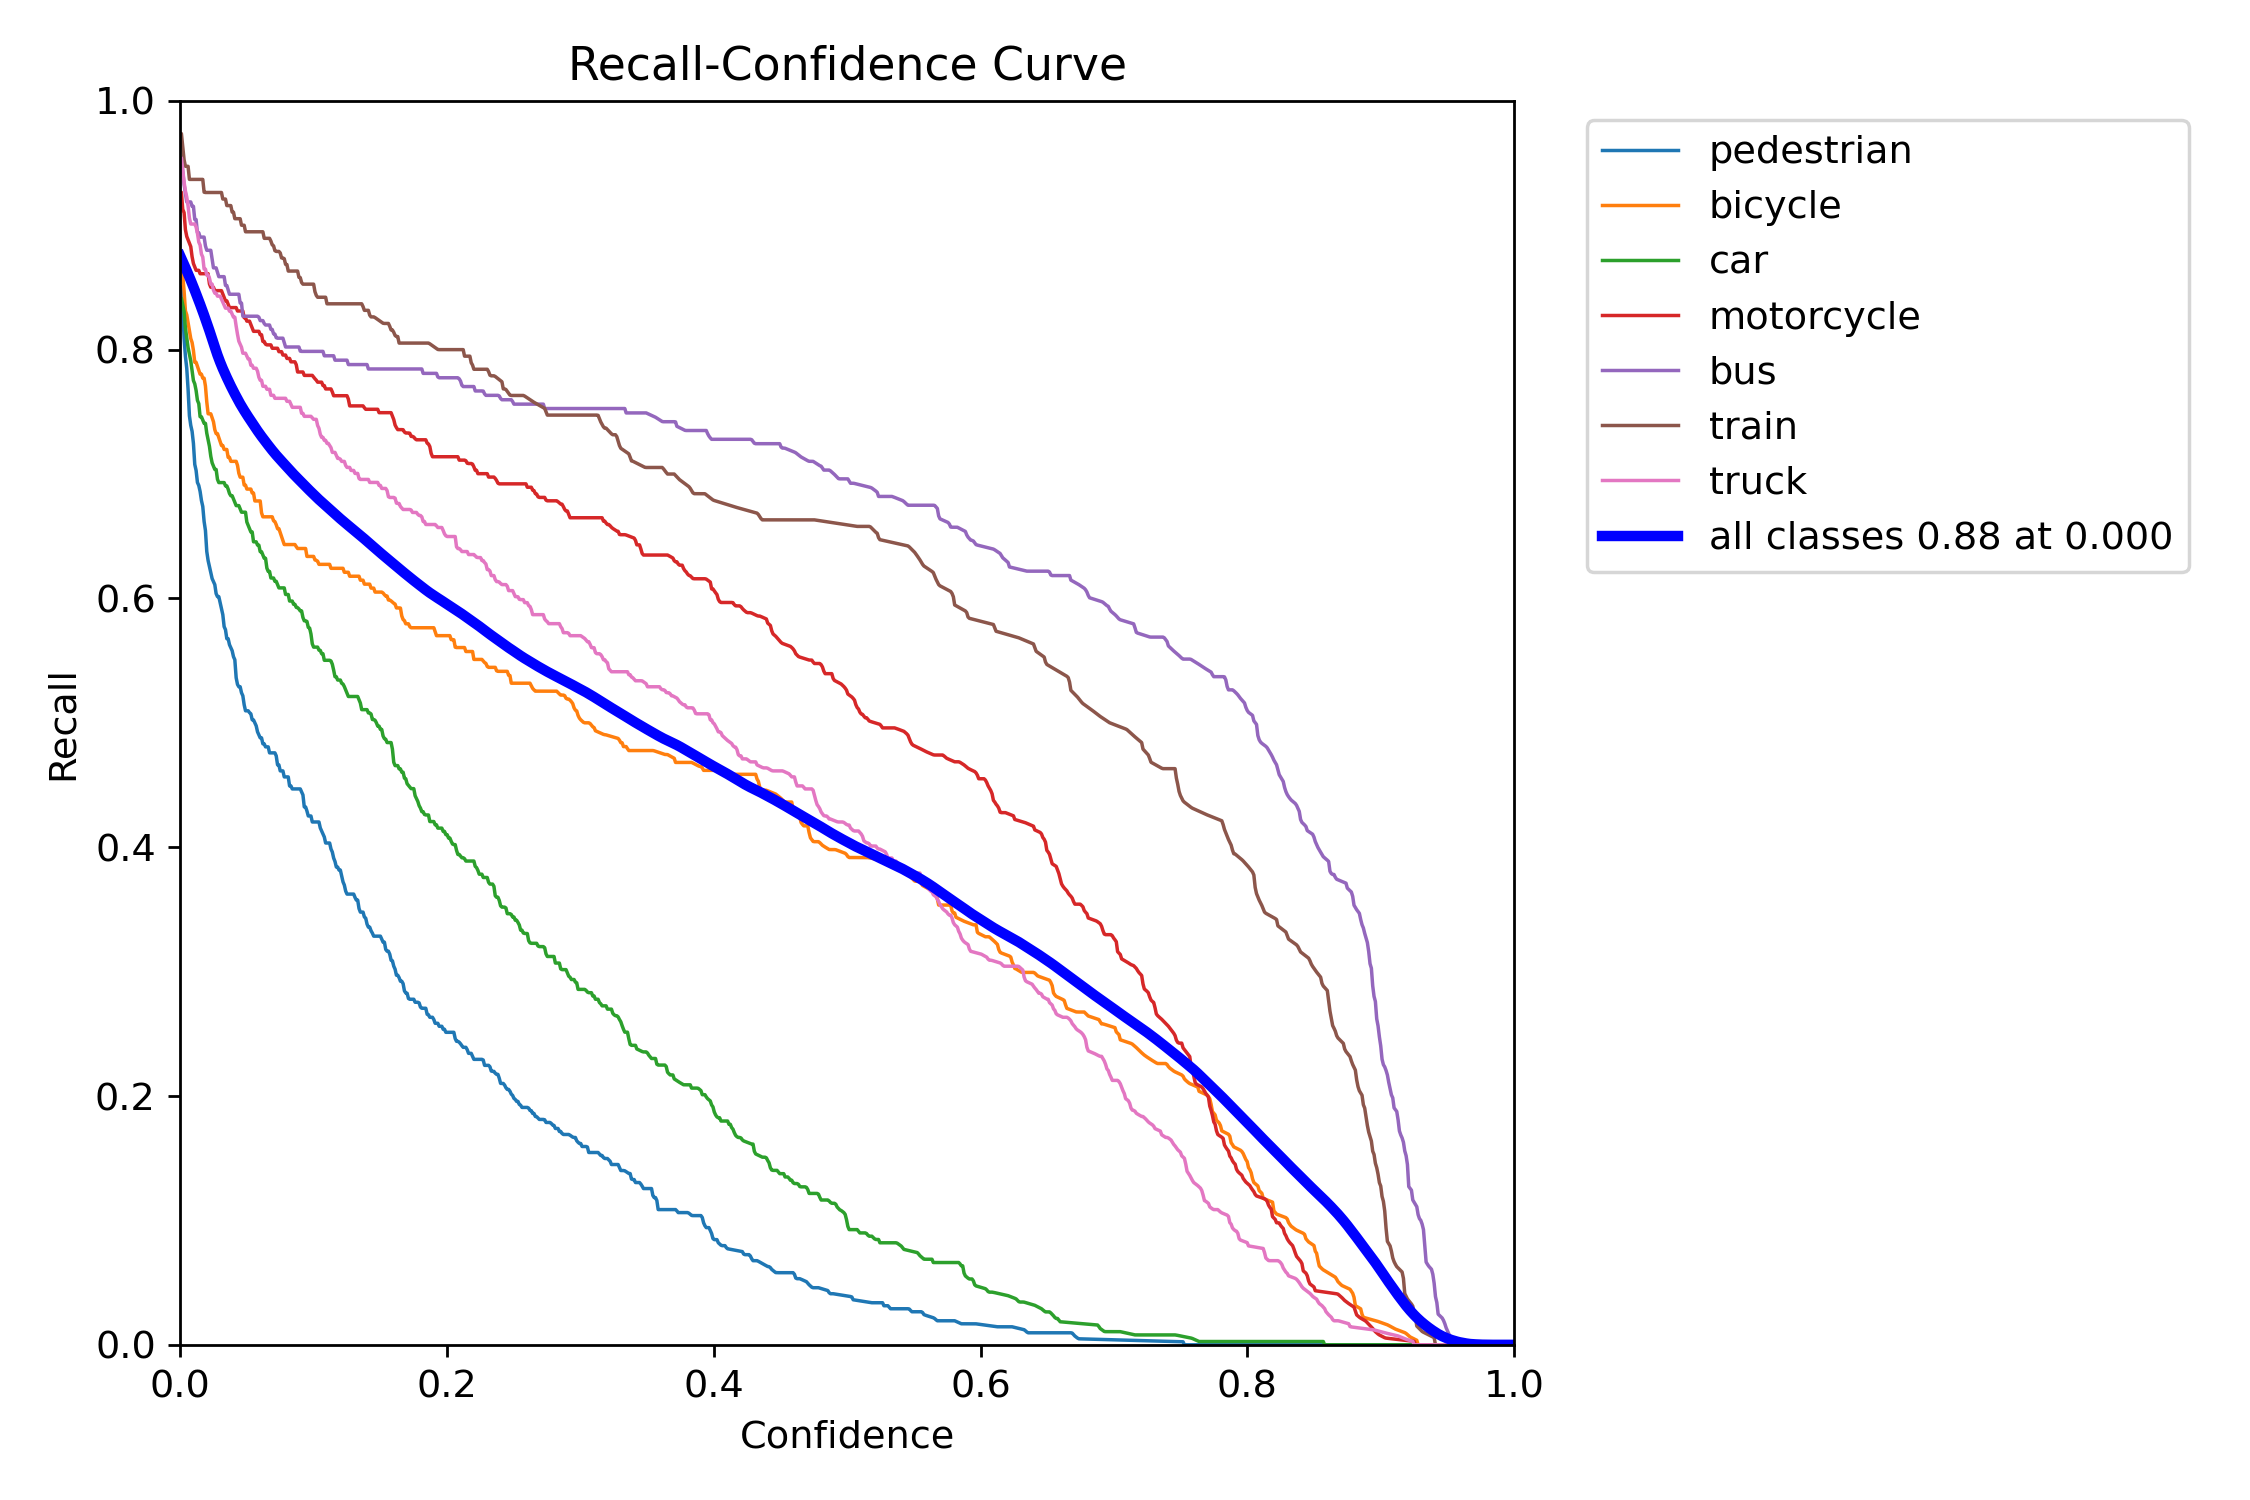 Recall-Confidence Curve
1.0
0.8
0.6
0.4
0.2
0.0
Recall
0.0 0.2 0.4 0.6 0.8 1.0
Confidence
pedestrian
bicycle
car
motorcycle
bus
train
truck
all classes 0.88 at 0.000